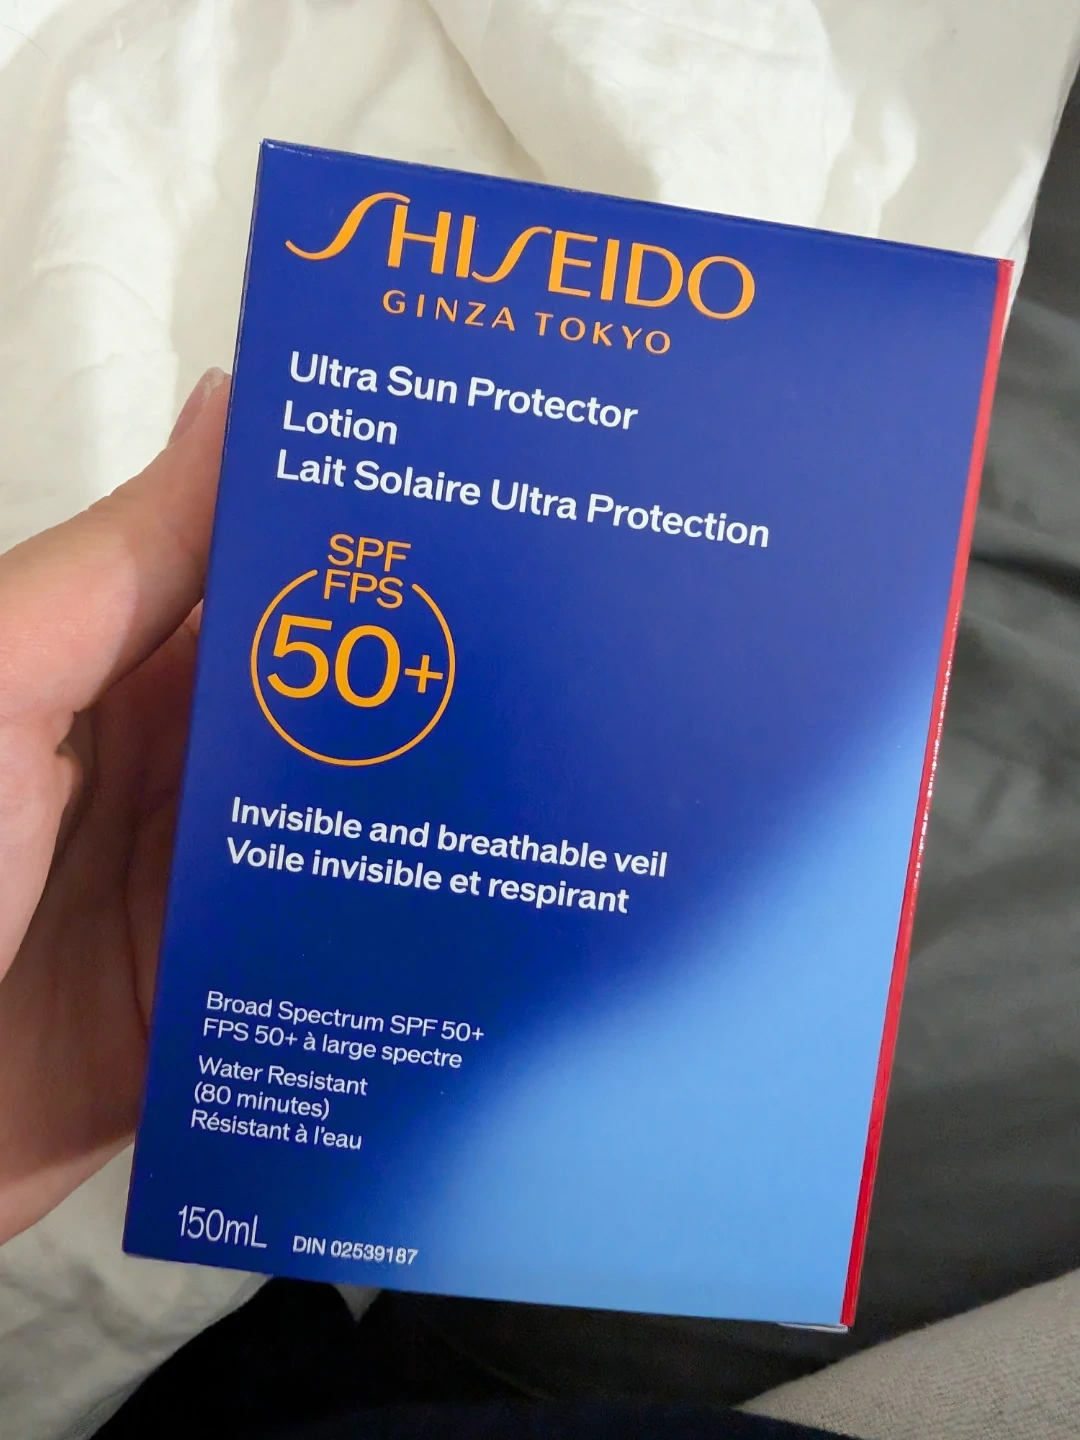 SHISEIDO
GINZA TOKYO
Ultra Sun Protector
Lotion
Lait Solaire Ultra Protection
SPF
FPS
50+
Invisible and breathable veil
Voile invisible et respirant
Broad Spectrum SPF 50+
FPS 50+ à large spectre
Water Resistant
(80 minutes)
Résistant à l'eau
150mL DIN 02539187